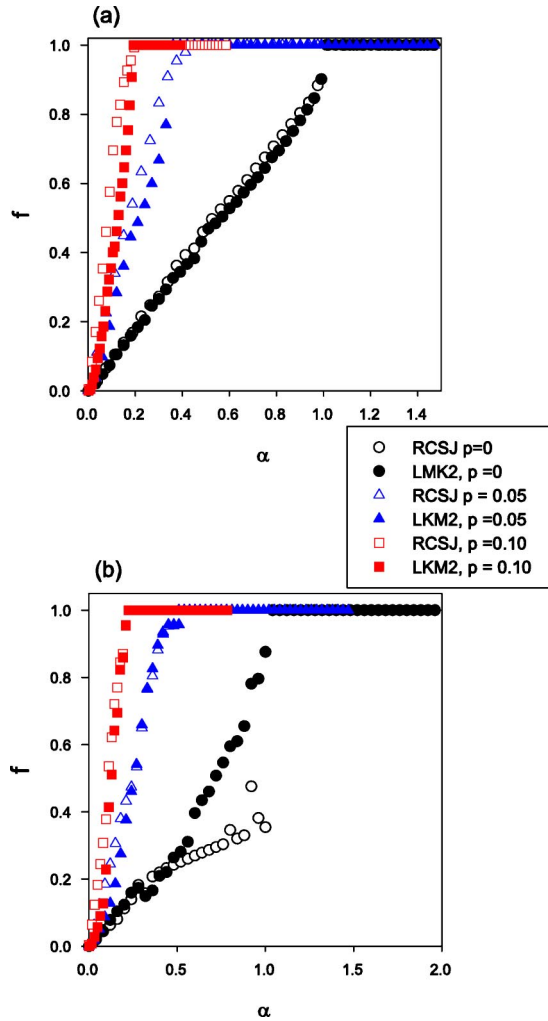 (a)
1.0
0.8
0.6
0.4
0.2
0.0
f
0.0 0.2 0.4 0.6 0.8 1.0 1.2 1.4
α
RCSJ p=0
LMK2, p =0
RCSJ p = 0.05
LKM2, p =0.05
RCSJ, p =0.10
LKM2, p = 0.10
(b)
1.0
0.8
0.6
0.4
0.2
0.0
f
0.0 0.5 1.0 1.5 2.0
α